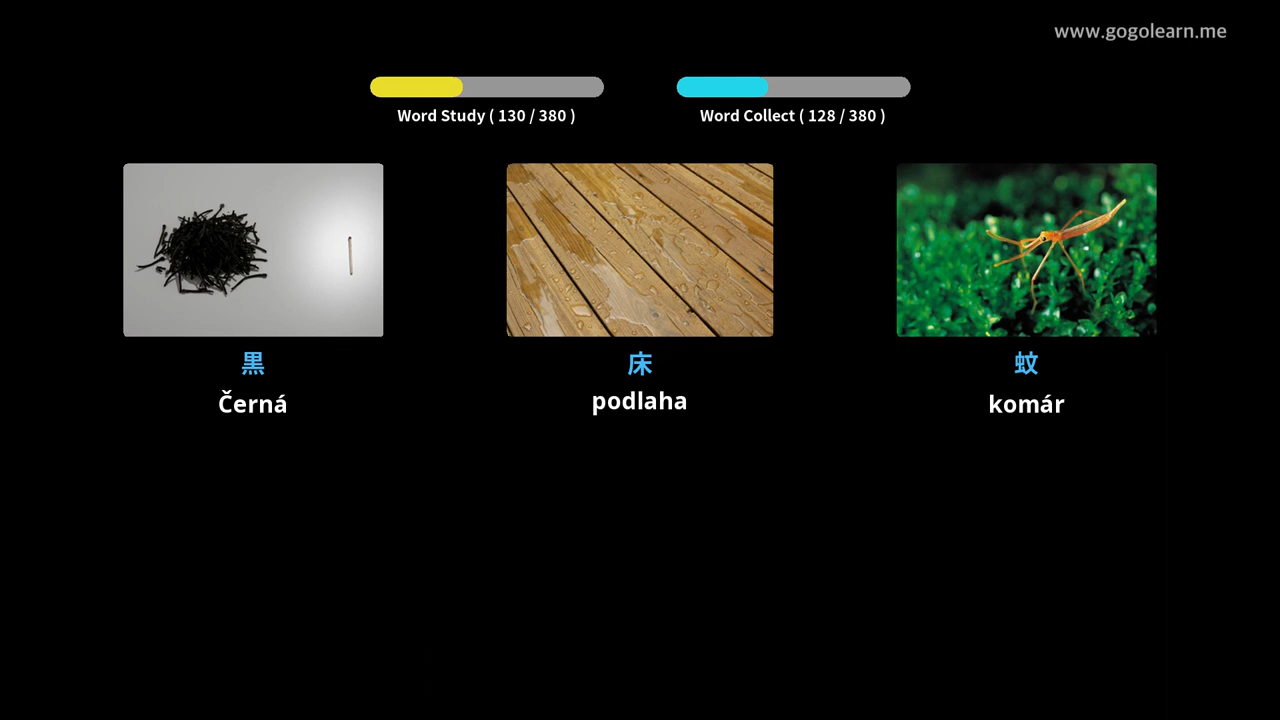 www.gogolearn.me
Word Study ( 130 / 380 )
Word Collect ( 128 / 380 )
黒
床
蚊
Černá
podlaha
komár